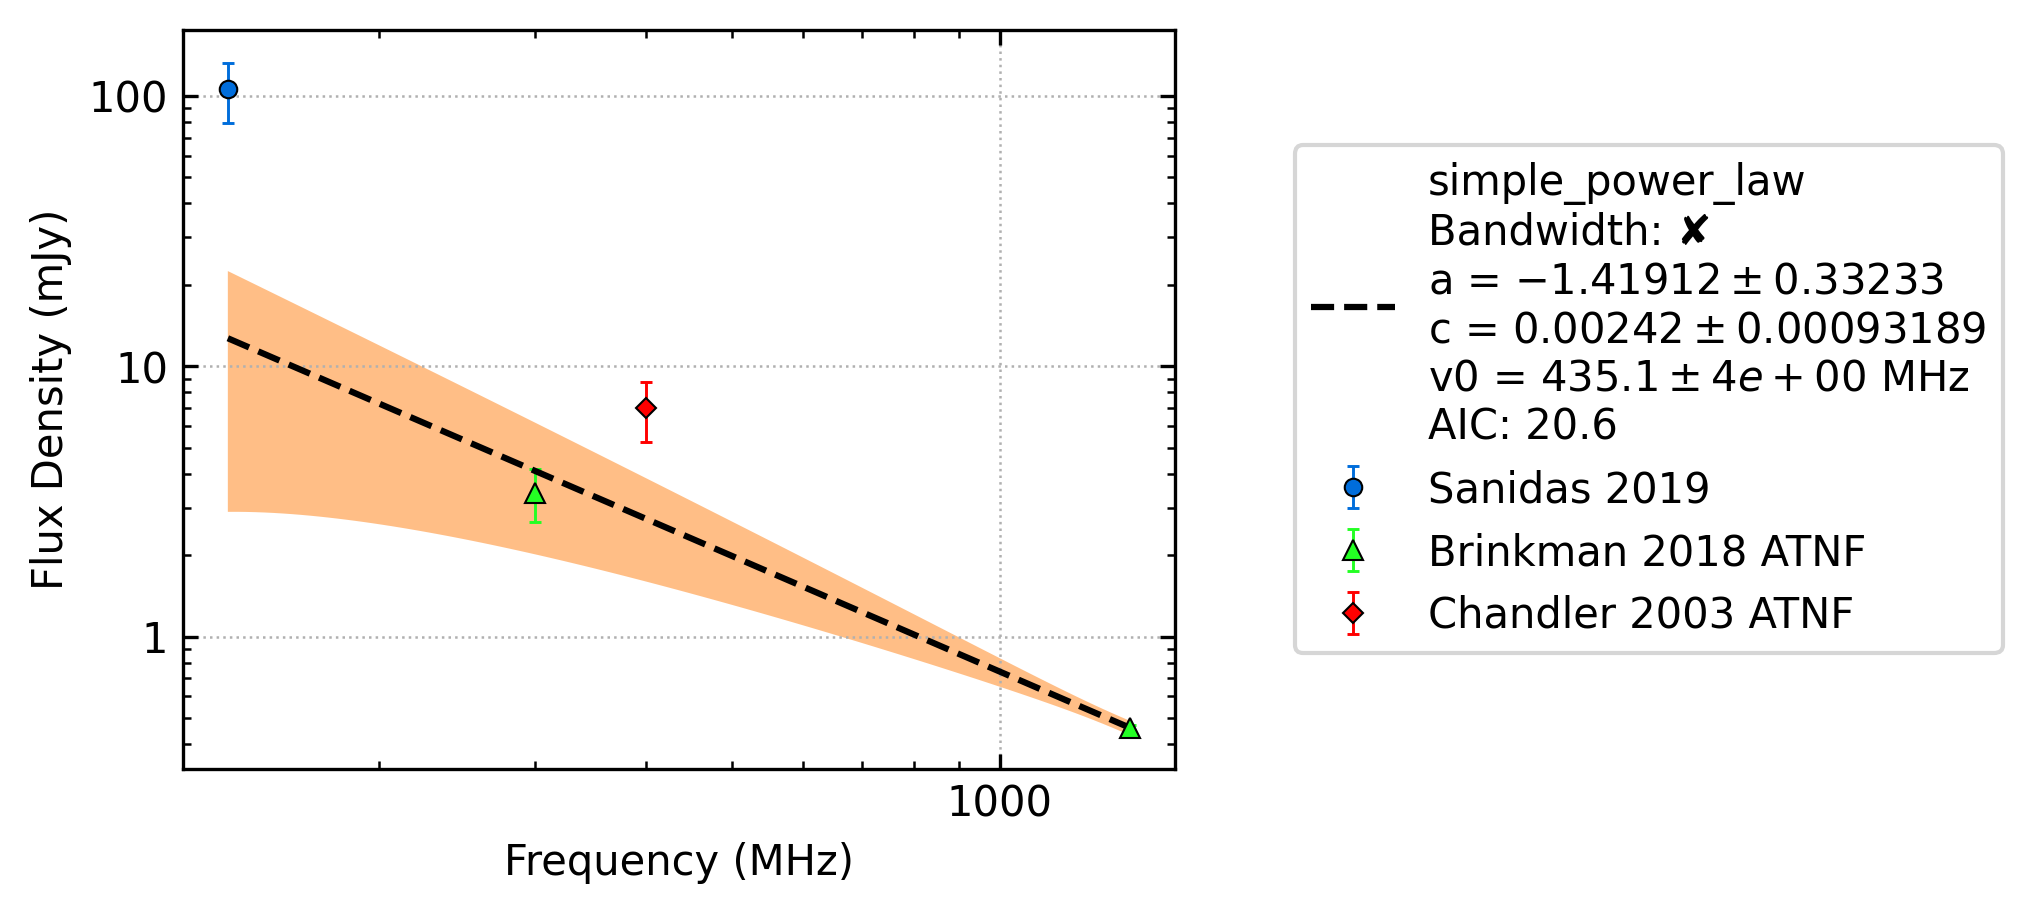 100
10
1
Flux Density (mJy)
1000
Frequency (MHz)
simple_power_law
Bandwidth: ✘
a = −1.41912 ± 0.33233
c = 0.00242 ± 0.00093189
v0 = 435.1 ± 4e + 00 MHz
AIC: 20.6
Sanidas 2019
Brinkman 2018 ATNF
Chandler 2003 ATNF